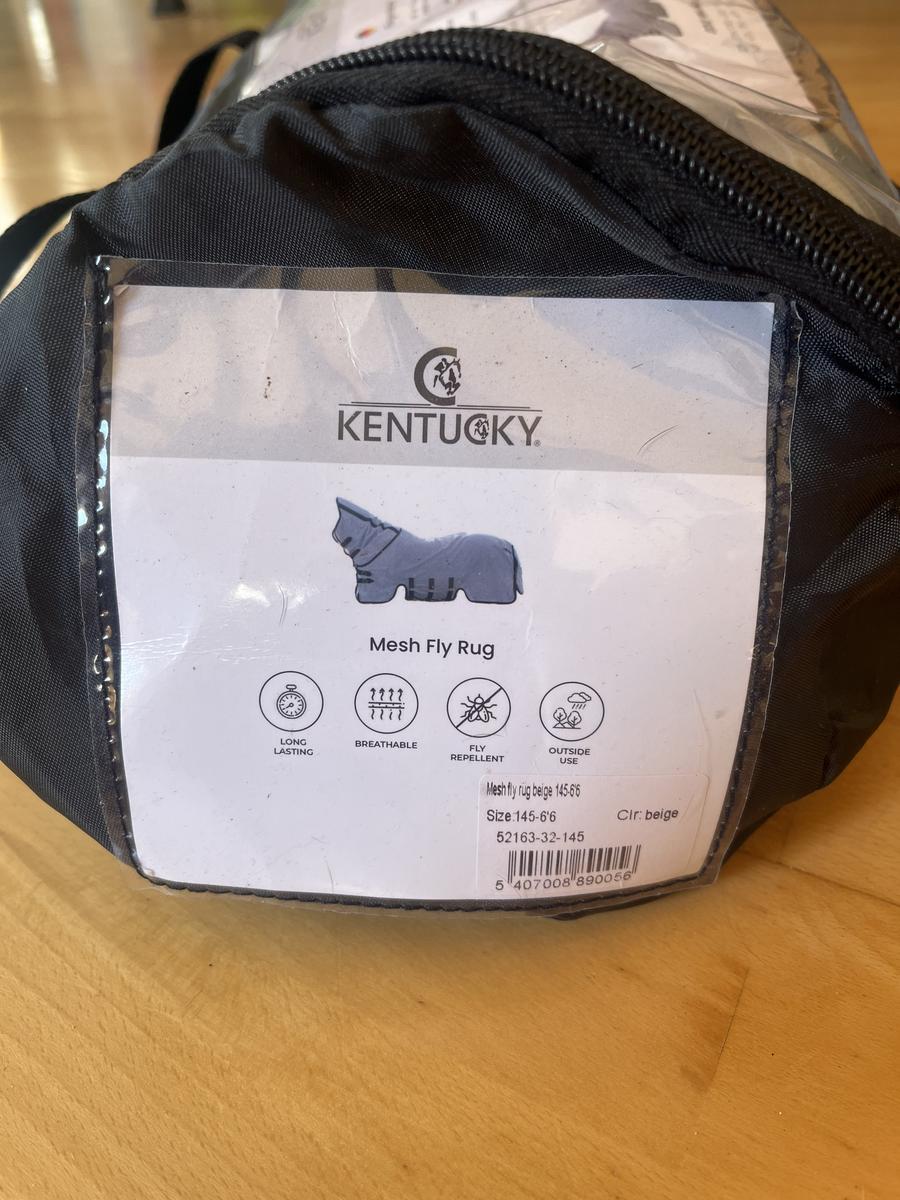 KENTUCKY®
Mesh Fly Rug
LONG
LASTING
BREATHABLE
FLY
REPELLENT
OUTSIDE
USE
Mesh fly rug beige 145-6'6
Size:145-6'6 Clr: beige
52163-32-145
5 407008 890056